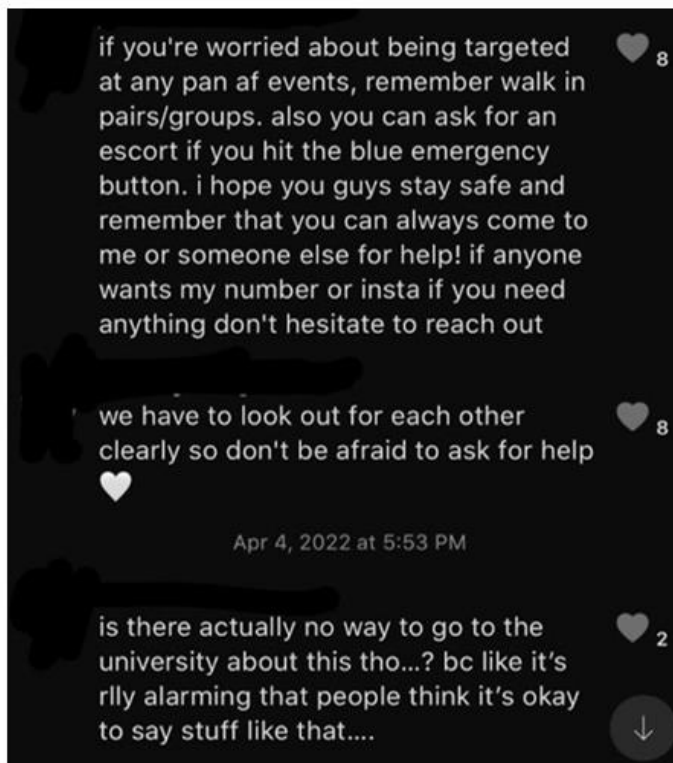 if you're worried about being targeted
8
at any pan af events, remember walk in
pairs/groups. also you can ask for an
escort if you hit the blue emergency
button. i hope you guys stay safe and
remember that you can always come to
me or someone else for help! if anyone
wants my number or insta if you need
anything don't hesitate to reach out
we have to look out for each other
8
clearly so don't be afraid to ask for help
🤍
Apr 4, 2022 at 5:53 PM
is there actually no way to go to the
2
university about this tho...? bc like it's
rlly alarming that people think it's okay
to say stuff like that....